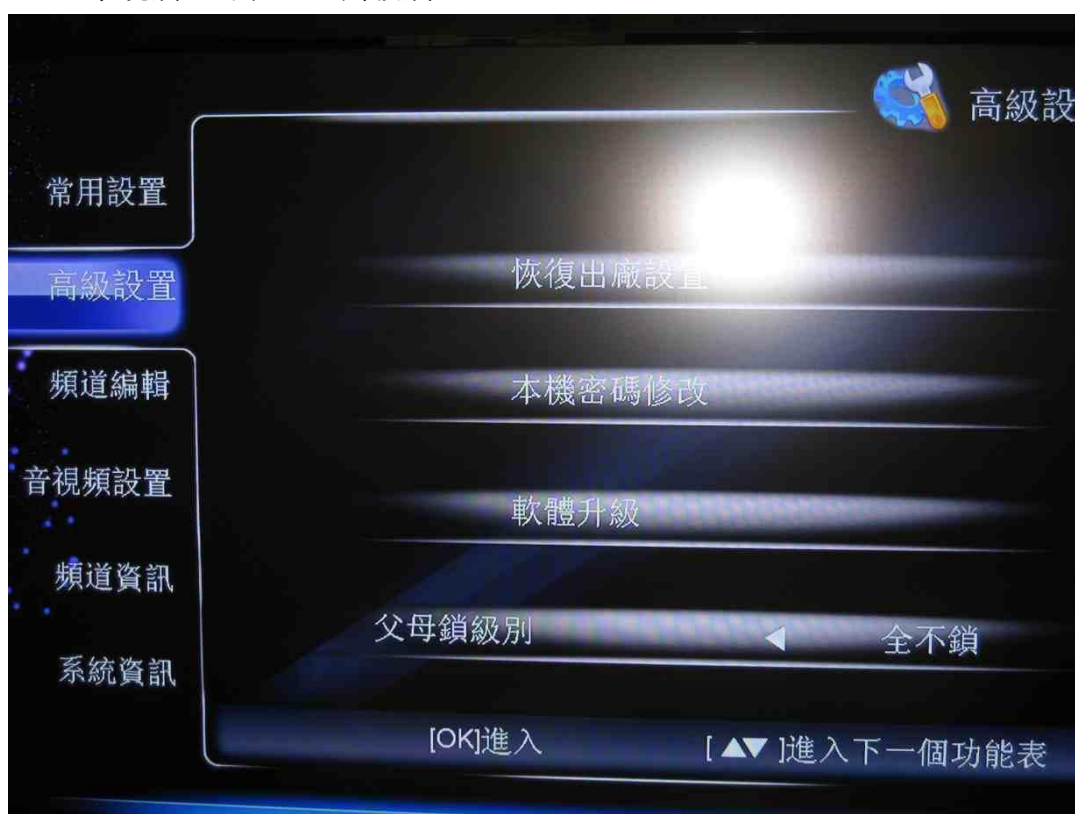 高級設
常用設置
高級設置
頻道編輯
音視頻設置
頻道資訊
系統資訊
恢復出廠設置
本機密碼修改
軟體升級
父母鎖級別 ◀ 全不鎖
[OK]進入 [▲▼]進入下一個功能表